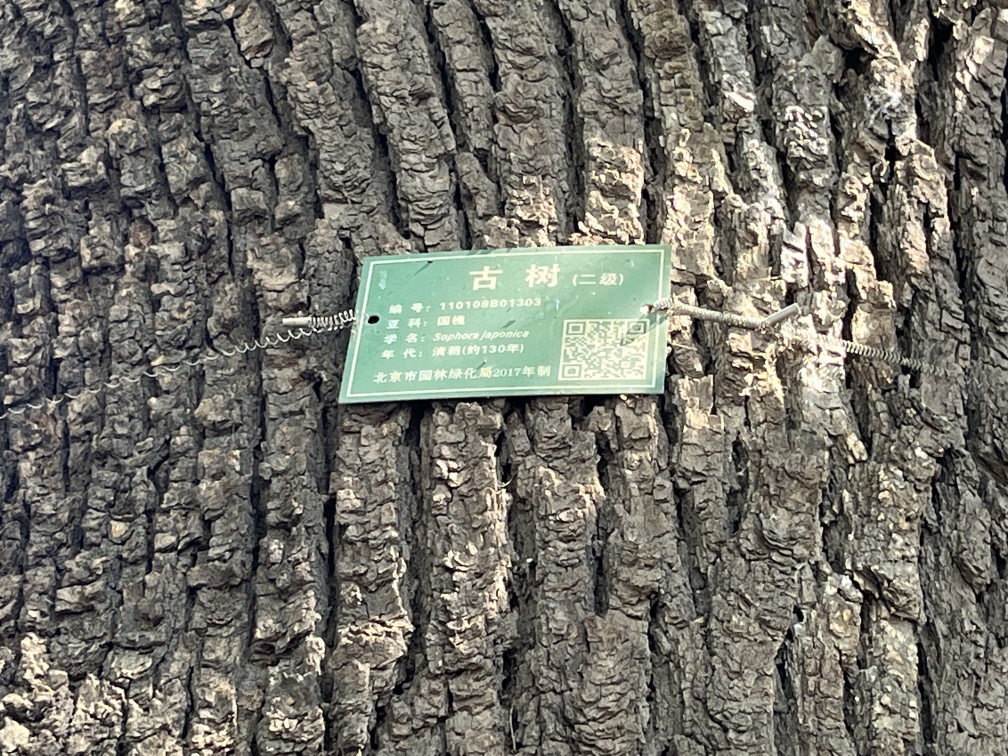 古 树 (二级)
编 号：110108B01303
豆 科：国槐
学 名：Sophora japonica
年 代：清朝(约130年)
北京市园林绿化局2017年制